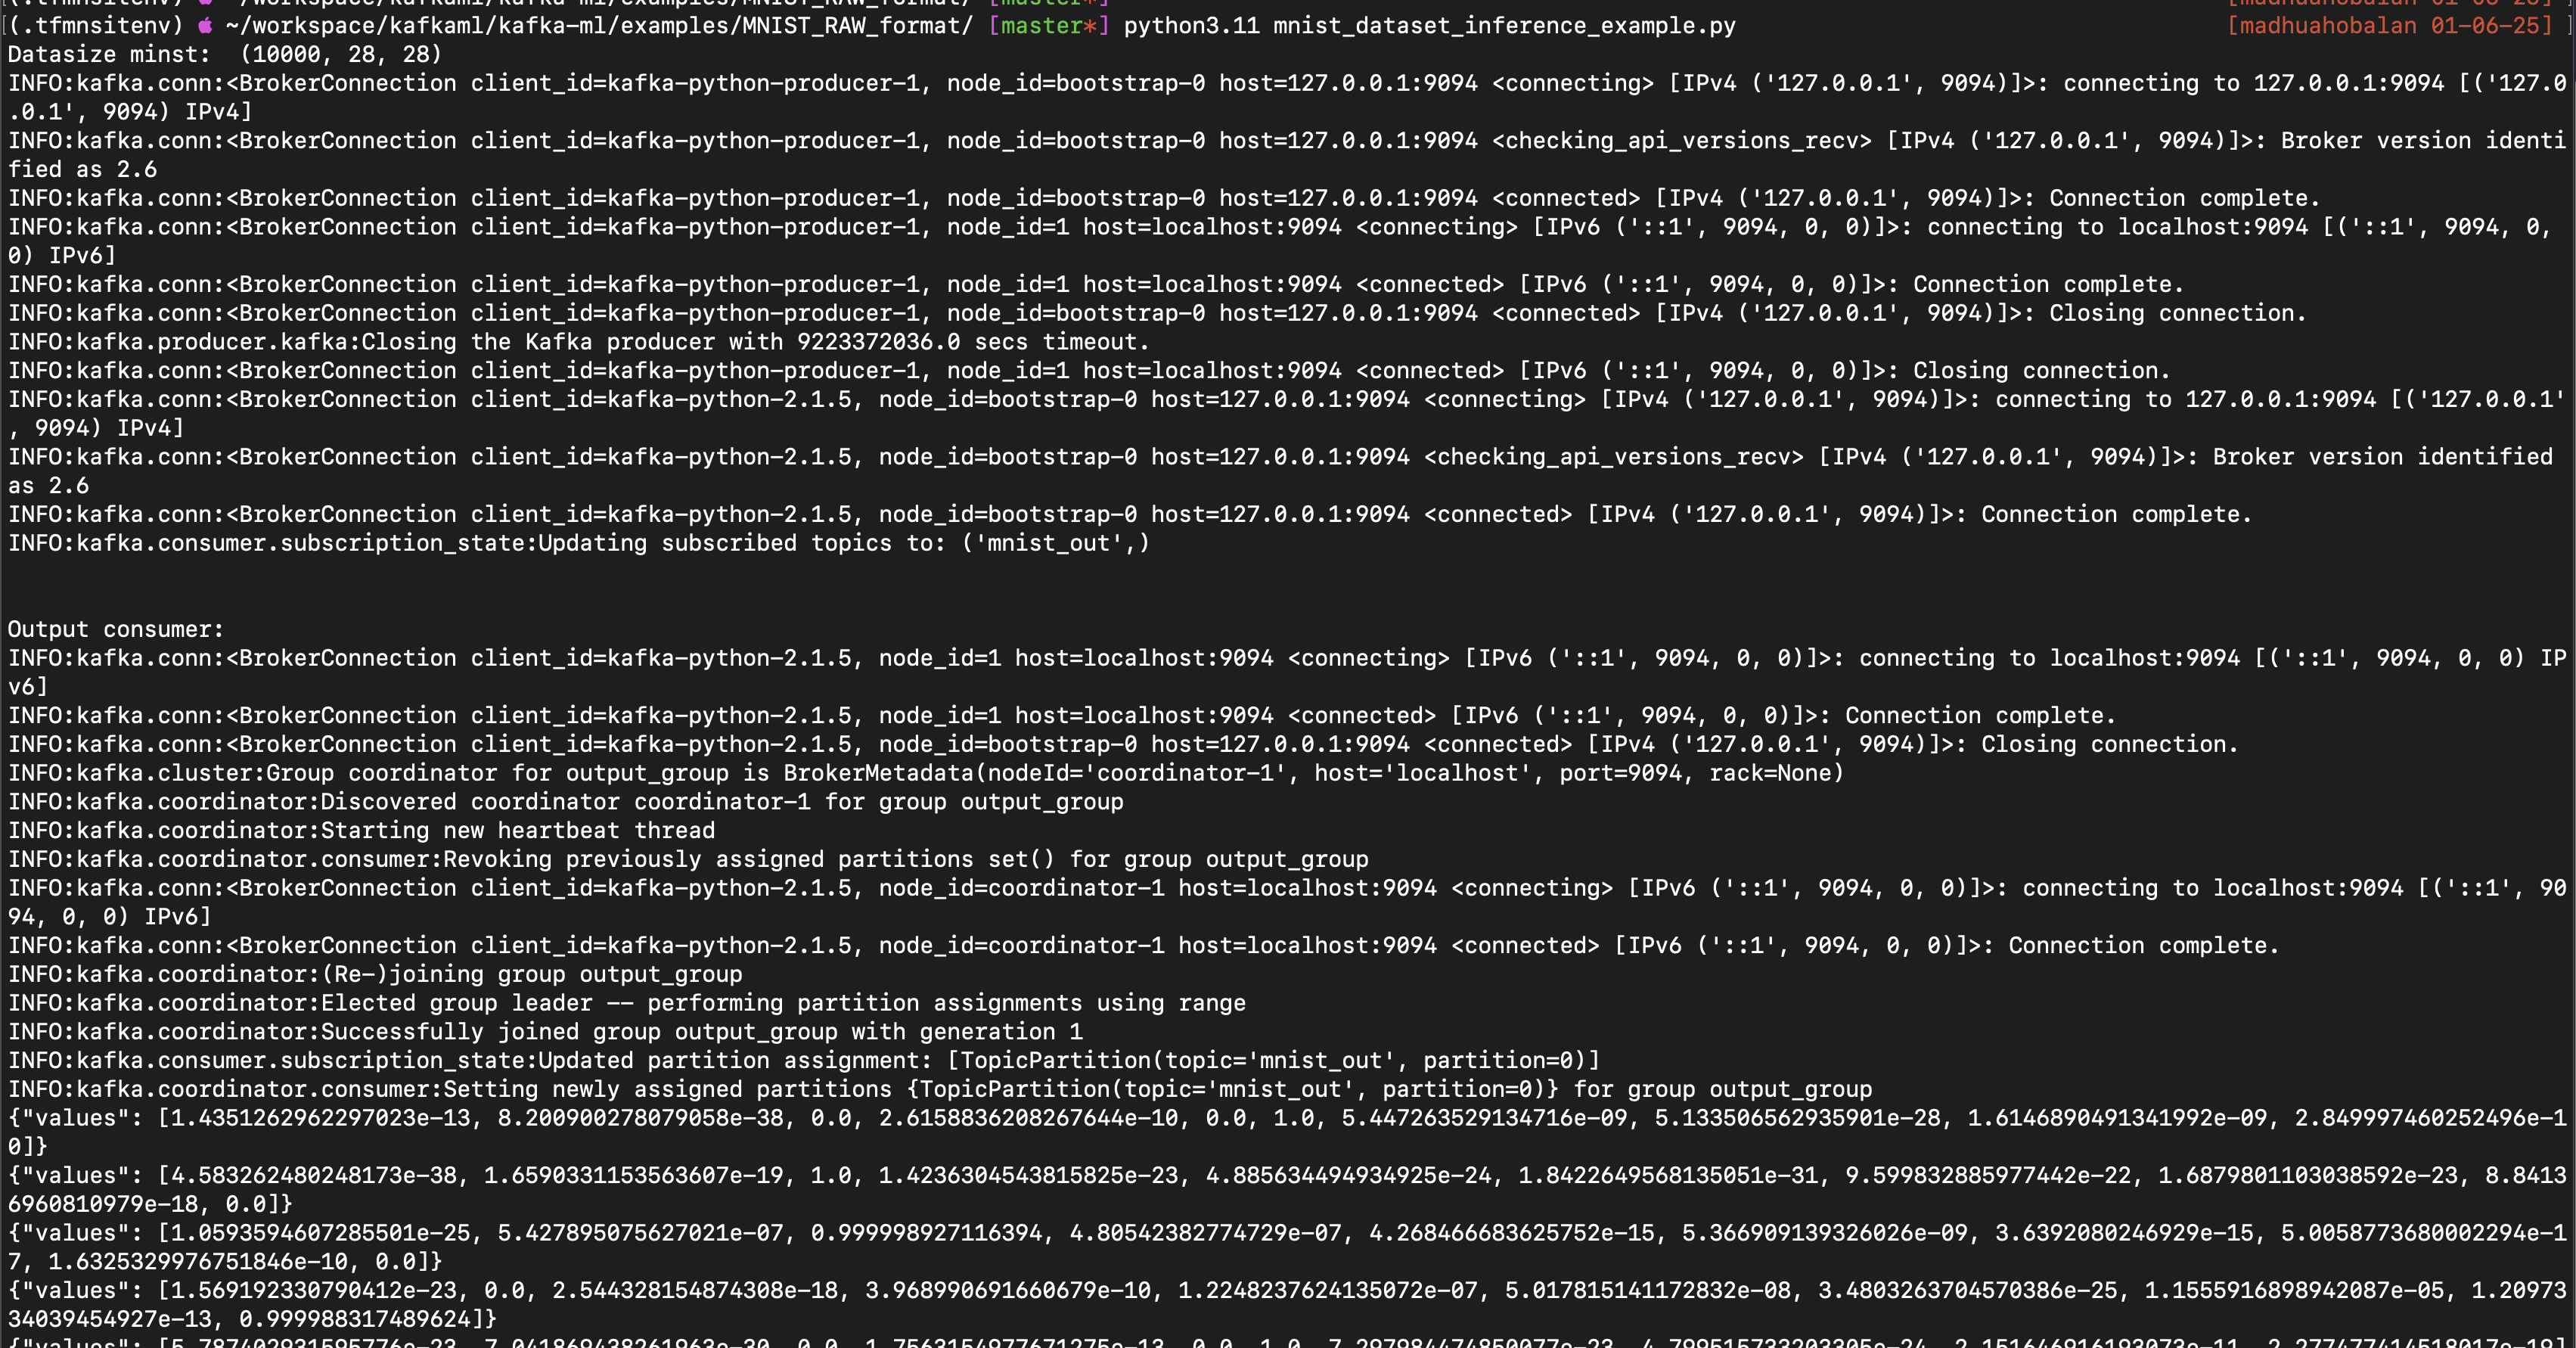 (.tfmnsitenv)  ~/workspace/kafkaml/kafka-ml/examples/MNIST_RAW_format/ [master*]
[(.tfmnsitenv)  ~/workspace/kafkaml/kafka-ml/examples/MNIST_RAW_format/ [master*] python3.11 mnist_dataset_inference_example.py [madhuahobalan 01-06-25] ]
Datasize minst:  (10000, 28, 28)
INFO:kafka.conn:<BrokerConnection client_id=kafka-python-producer-1, node_id=bootstrap-0 host=127.0.0.1:9094 <connecting> [IPv4 ('127.0.0.1', 9094)]>: connecting to 127.0.0.1:9094 [('127.0
.0.1', 9094) IPv4]
INFO:kafka.conn:<BrokerConnection client_id=kafka-python-producer-1, node_id=bootstrap-0 host=127.0.0.1:9094 <checking_api_versions_recv> [IPv4 ('127.0.0.1', 9094)]>: Broker version identi
fied as 2.6
INFO:kafka.conn:<BrokerConnection client_id=kafka-python-producer-1, node_id=bootstrap-0 host=127.0.0.1:9094 <connected> [IPv4 ('127.0.0.1', 9094)]>: Connection complete.
INFO:kafka.conn:<BrokerConnection client_id=kafka-python-producer-1, node_id=1 host=localhost:9094 <connecting> [IPv6 ('::1', 9094, 0, 0)]>: connecting to localhost:9094 [('::1', 9094, 0,
0) IPv6]
INFO:kafka.conn:<BrokerConnection client_id=kafka-python-producer-1, node_id=1 host=localhost:9094 <connected> [IPv6 ('::1', 9094, 0, 0)]>: Connection complete.
INFO:kafka.conn:<BrokerConnection client_id=kafka-python-producer-1, node_id=bootstrap-0 host=127.0.0.1:9094 <connected> [IPv4 ('127.0.0.1', 9094)]>: Closing connection.
INFO:kafka.producer.kafka:Closing the Kafka producer with 9223372036.0 secs timeout.
INFO:kafka.conn:<BrokerConnection client_id=kafka-python-producer-1, node_id=1 host=localhost:9094 <connected> [IPv6 ('::1', 9094, 0, 0)]>: Closing connection.
INFO:kafka.conn:<BrokerConnection client_id=kafka-python-2.1.5, node_id=bootstrap-0 host=127.0.0.1:9094 <connecting> [IPv4 ('127.0.0.1', 9094)]>: connecting to 127.0.0.1:9094 [('127.0.0.1'
, 9094) IPv4]
INFO:kafka.conn:<BrokerConnection client_id=kafka-python-2.1.5, node_id=bootstrap-0 host=127.0.0.1:9094 <checking_api_versions_recv> [IPv4 ('127.0.0.1', 9094)]>: Broker version identified
as 2.6
INFO:kafka.conn:<BrokerConnection client_id=kafka-python-2.1.5, node_id=bootstrap-0 host=127.0.0.1:9094 <connected> [IPv4 ('127.0.0.1', 9094)]>: Connection complete.
INFO:kafka.consumer.subscription_state:Updating subscribed topics to: ('mnist_out',)
Output consumer:
INFO:kafka.conn:<BrokerConnection client_id=kafka-python-2.1.5, node_id=1 host=localhost:9094 <connecting> [IPv6 ('::1', 9094, 0, 0)]>: connecting to localhost:9094 [('::1', 9094, 0, 0) IP
v6]
INFO:kafka.conn:<BrokerConnection client_id=kafka-python-2.1.5, node_id=1 host=localhost:9094 <connected> [IPv6 ('::1', 9094, 0, 0)]>: Connection complete.
INFO:kafka.conn:<BrokerConnection client_id=kafka-python-2.1.5, node_id=bootstrap-0 host=127.0.0.1:9094 <connected> [IPv4 ('127.0.0.1', 9094)]>: Closing connection.
INFO:kafka.cluster:Group coordinator for output_group is BrokerMetadata(nodeId='coordinator-1', host='localhost', port=9094, rack=None)
INFO:kafka.coordinator:Discovered coordinator coordinator-1 for group output_group
INFO:kafka.coordinator:Starting new heartbeat thread
INFO:kafka.coordinator.consumer:Revoking previously assigned partitions set() for group output_group
INFO:kafka.conn:<BrokerConnection client_id=kafka-python-2.1.5, node_id=coordinator-1 host=localhost:9094 <connecting> [IPv6 ('::1', 9094, 0, 0)]>: connecting to localhost:9094 [('::1', 90
94, 0, 0) IPv6]
INFO:kafka.conn:<BrokerConnection client_id=kafka-python-2.1.5, node_id=coordinator-1 host=localhost:9094 <connected> [IPv6 ('::1', 9094, 0, 0)]>: Connection complete.
INFO:kafka.coordinator:(Re-)joining group output_group
INFO:kafka.coordinator:Elected group leader -- performing partition assignments using range
INFO:kafka.coordinator:Successfully joined group output_group with generation 1
INFO:kafka.consumer.subscription_state:Updated partition assignment: [TopicPartition(topic='mnist_out', partition=0)]
INFO:kafka.coordinator.consumer:Setting newly assigned partitions {TopicPartition(topic='mnist_out', partition=0)} for group output_group
{"values": [1.4351262962297023e-13, 8.200900278079058e-38, 0.0, 2.6158836208267644e-10, 0.0, 1.0, 5.447263529134716e-09, 5.133506562935901e-28, 1.6146890491341992e-09, 2.849997460252496e-1
0]}
{"values": [4.583262480248173e-38, 1.6590331153563607e-19, 1.0, 1.4236304543815825e-23, 4.885634494934925e-24, 1.8422649568135051e-31, 9.599832885977442e-22, 1.6879801103038592e-23, 8.8413
6960810979e-18, 0.0]}
{"values": [1.0593594607285501e-25, 5.427895075627021e-07, 0.999998927116394, 4.80542382774729e-07, 4.268466683625752e-15, 5.366909139326026e-09, 3.6392080246929e-15, 5.0058773680002294e-1
7, 1.6325329976751846e-10, 0.0]}
{"values": [1.569192330790412e-23, 0.0, 2.544328154874308e-18, 3.968990691660679e-10, 1.2248237624135072e-07, 5.017815141172832e-08, 3.4803263704570386e-25, 1.1555916898942087e-05, 1.20973
34039454927e-13, 0.999988317489624]}